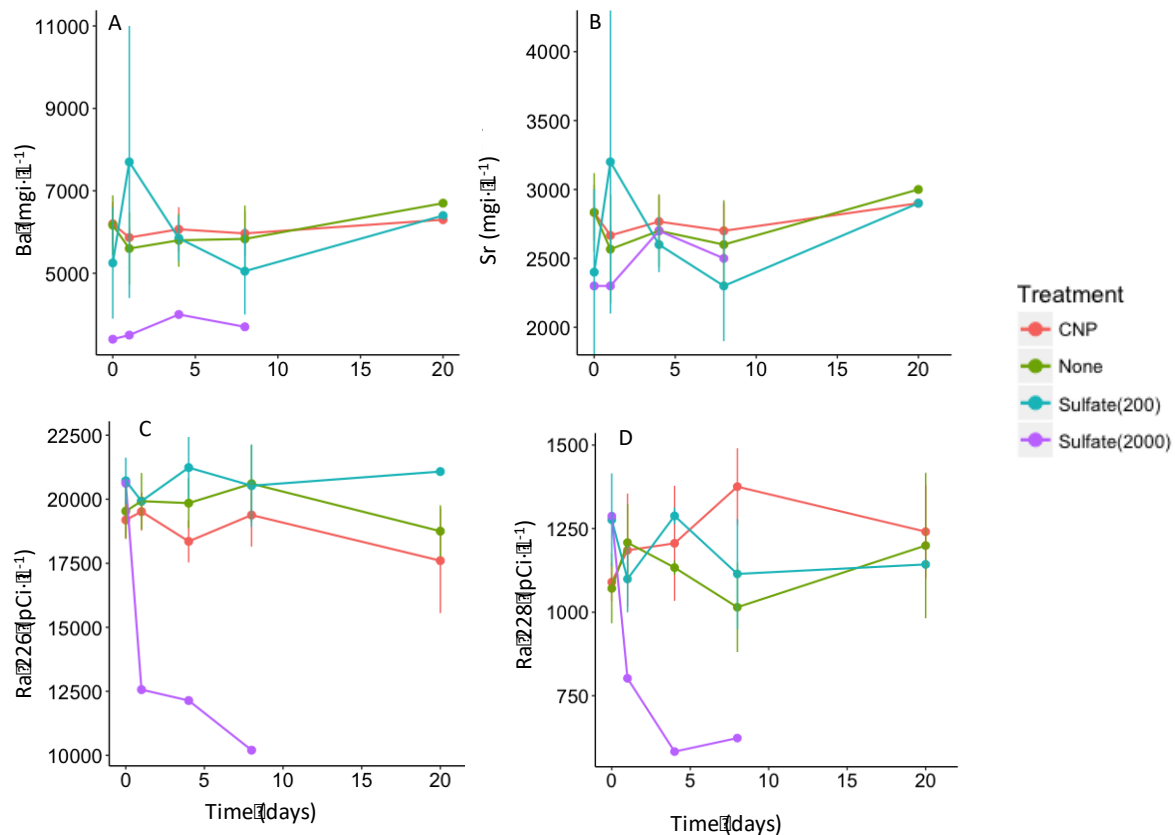 A
11000
9000
7000
5000
Ba (mgi· L-1)
0 5 10 15 20
B
4000
3500
3000
2500
2000
Sr (mgi· L-1)
0 5 10 15 20
Treatment
CNP
None
Sulfate(200)
Sulfate(2000)
C
22500
20000
17500
15000
12500
10000
Ra 226 (pCi· L-1)
0 5 10 15 20
Time (days)
D
1500
1250
1000
750
Ra 228 (pCi· L-1)
0 5 10 15 20
Time (days)